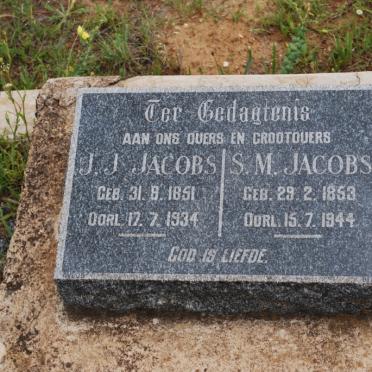 Ter Gedagtenis
AAN ONS OUERS EN GROOTOUERS
J. J. JACOBS S. M. JACOBS
GEB. 31. 8. 1851 GEB. 29. 2. 1853
OORL. 17. 7. 1934 OORL. 15. 7. 1944
GOD IS LIEFDE.